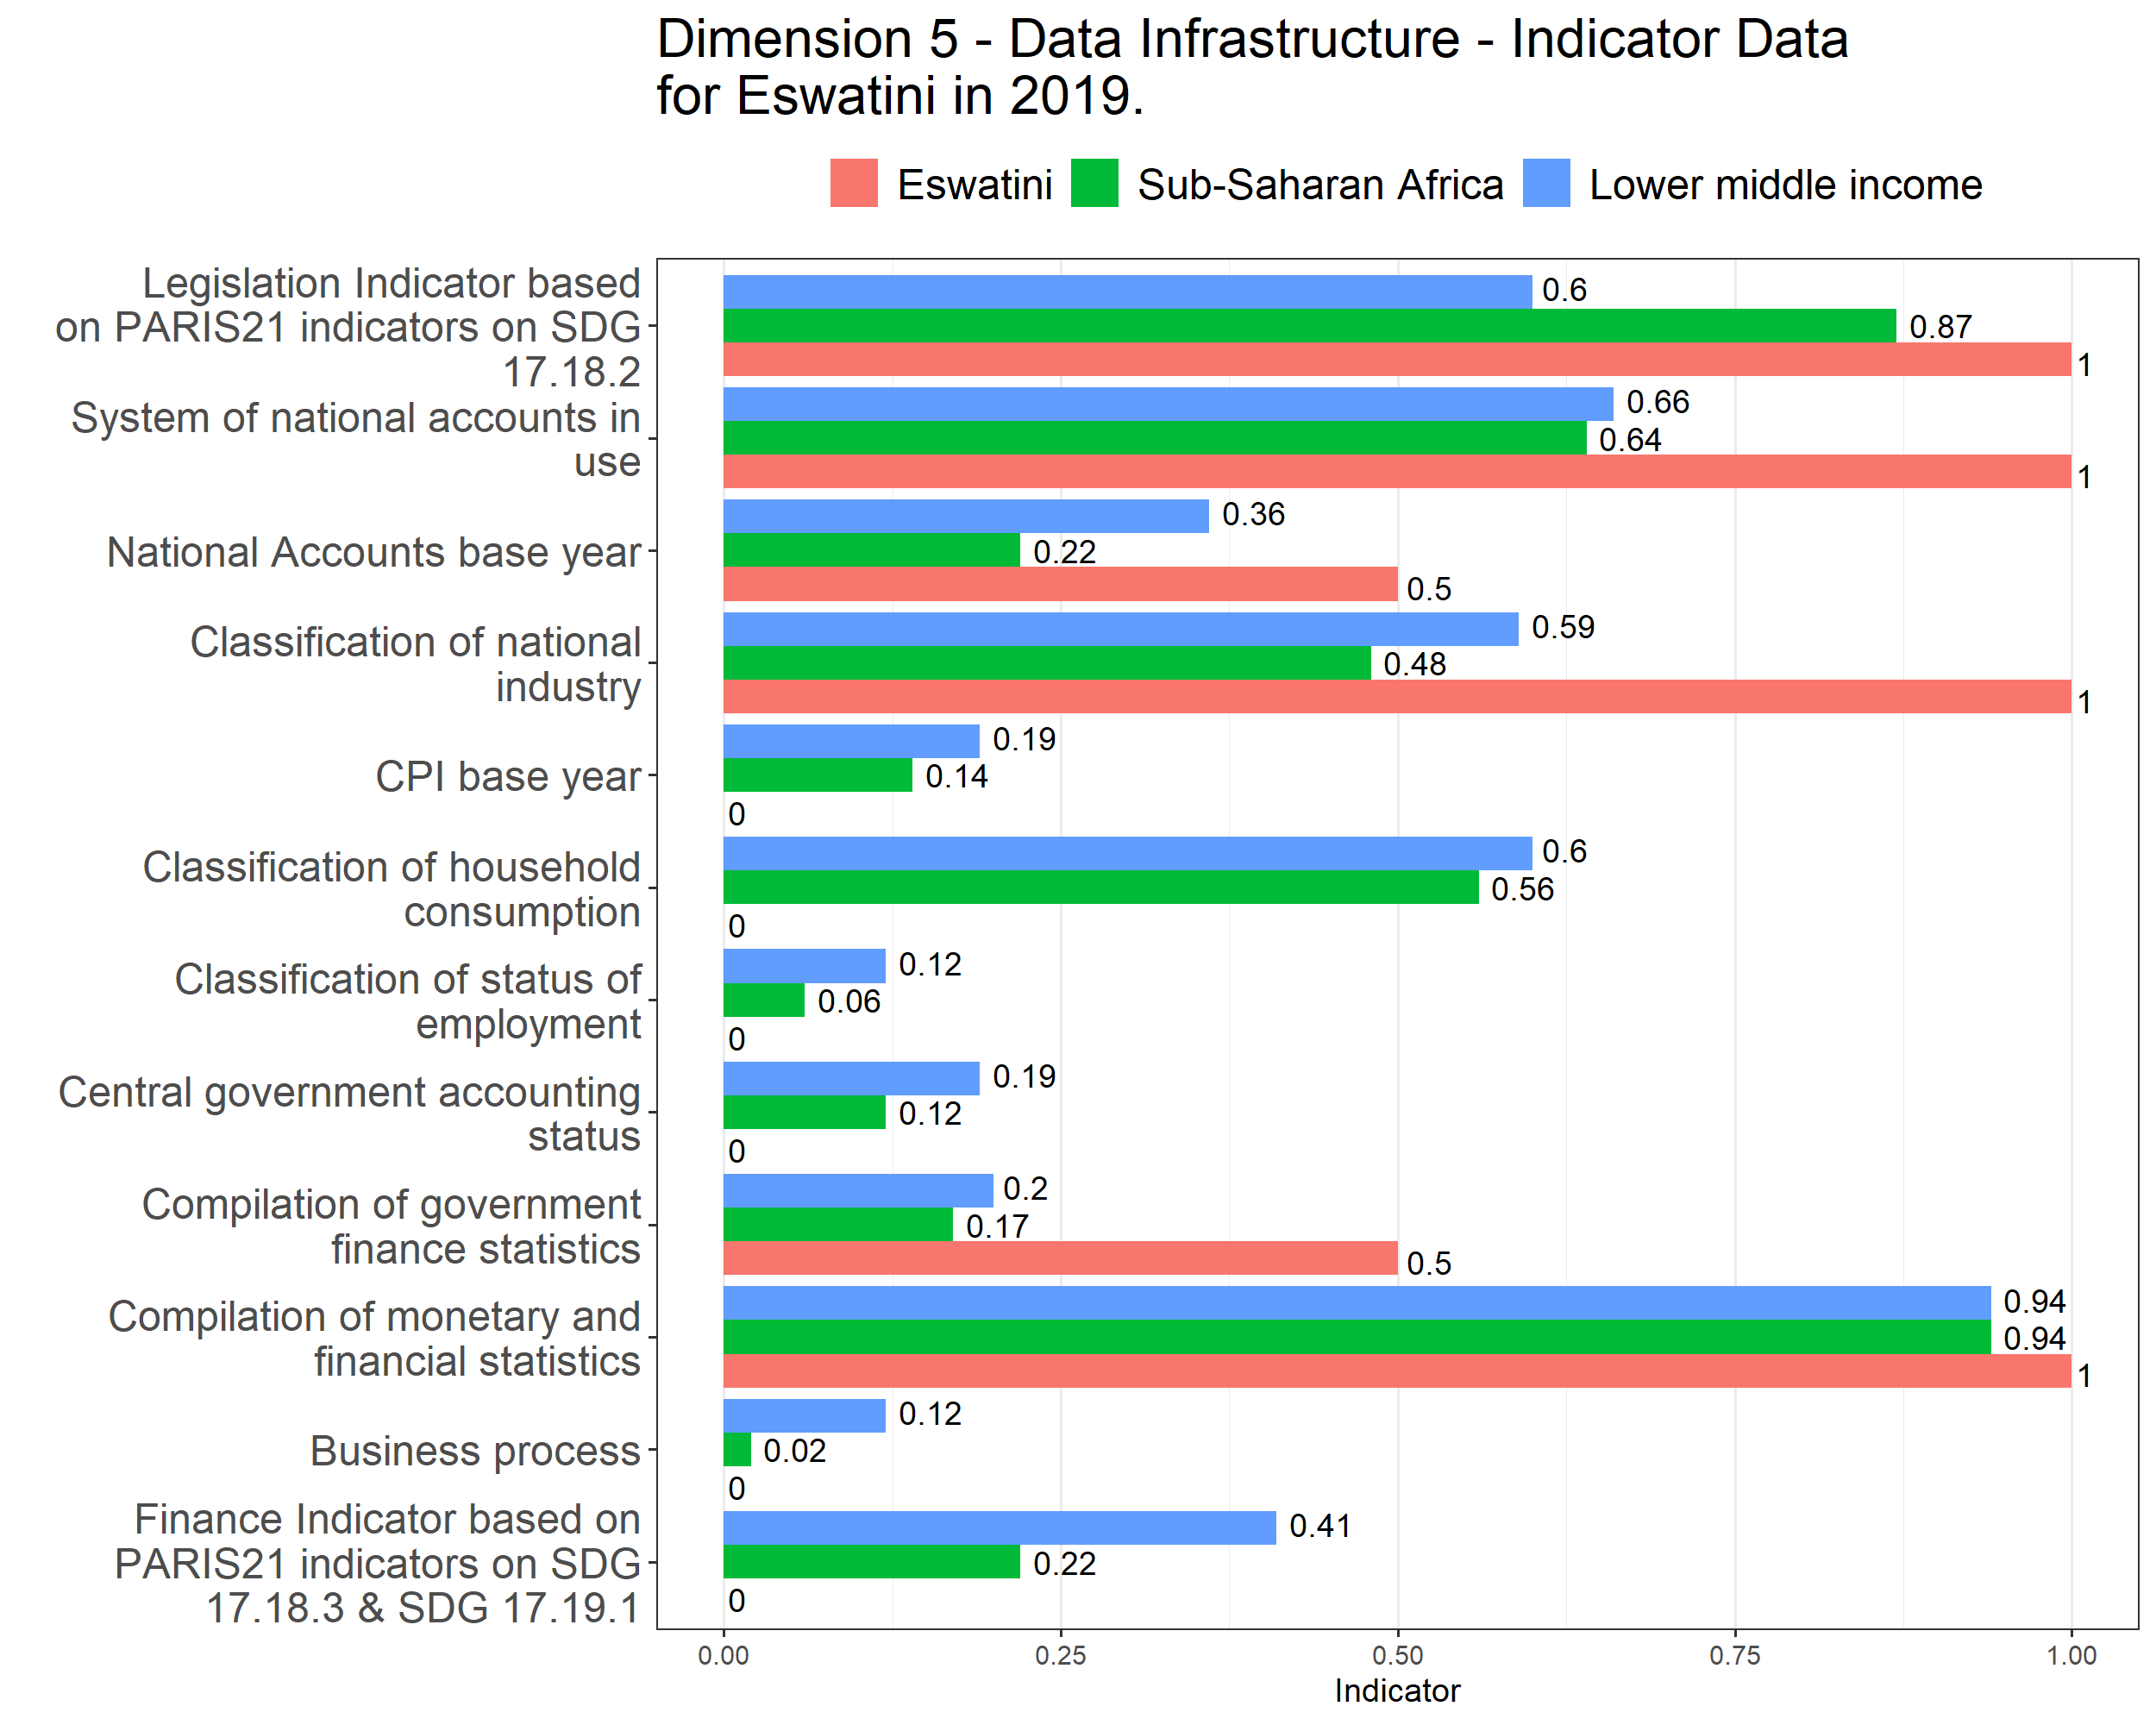 Dimension 5 - Data Infrastructure - Indicator Data
for Eswatini in 2019.
Eswatini
Sub-Saharan Africa
Lower middle income
Legislation Indicator based
on PARIS21 indicators on SDG
17.18.2
0.6
0.87
1
System of national accounts in
use
0.66
0.64
1
National Accounts base year
0.36
0.22
0.5
Classification of national
industry
0.59
0.48
1
CPI base year
0.19
0.14
0
Classification of household
consumption
0.6
0.56
0
Classification of status of
employment
0.12
0.06
0
Central government accounting
status
0.19
0.12
0
Compilation of government
finance statistics
0.2
0.17
0.5
Compilation of monetary and
financial statistics
0.94
0.94
1
Business process
0.12
0.02
0
Finance Indicator based on
PARIS21 indicators on SDG
17.18.3 & SDG 17.19.1
0.41
0.22
0
0.00
0.25
0.50
0.75
1.00
Indicator